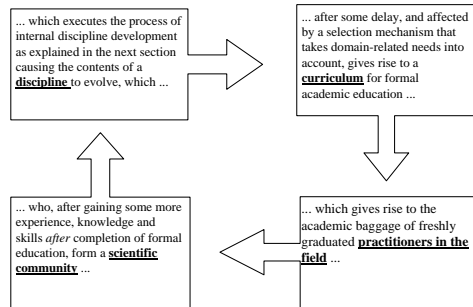 ... which executes the process of
internal discipline development
as explained in the next section
causing the contents of a
discipline to evolve, which ...
... after some delay, and affected
by a selection mechanism that
takes domain-related needs into
account, gives rise to a
curriculum for formal
academic education ...
... which gives rise to the
academic baggage of freshly
graduated practitioners in the
field ...
... who, after gaining some more
experience, knowledge and
skills after completion of formal
education, form a scientific
community ...